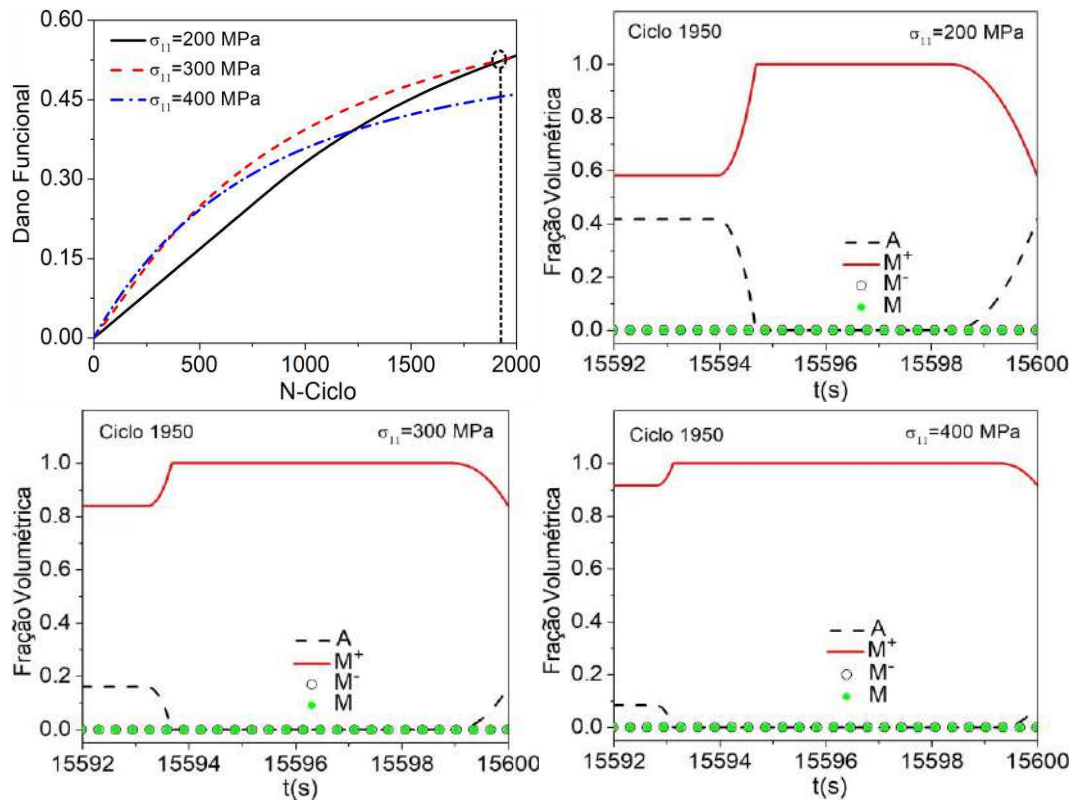 0.60
0.45
0.30
0.15
0.00
Dano Funcional
σ₁₁=200 MPa
σ₁₁=300 MPa
σ₁₁=400 MPa
0 500 1000 1500 2000
N-Ciclo
Ciclo 1950 σ₁₁=200 MPa
1.0
0.8
0.6
0.4
0.2
0.0
Fração Volumétrica
A
M⁺
M⁻
M
15592 15594 15596 15598 15600
t(s)
Ciclo 1950 σ₁₁=300 MPa
1.0
0.8
0.6
0.4
0.2
0.0
Fração Volumétrica
A
M⁺
M⁻
M
15592 15594 15596 15598 15600
t(s)
Ciclo 1950 σ₁₁=400 MPa
1.0
0.8
0.6
0.4
0.2
0.0
Fração Volumétrica
A
M⁺
M⁻
M
15592 15594 15596 15598 15600
t(s)